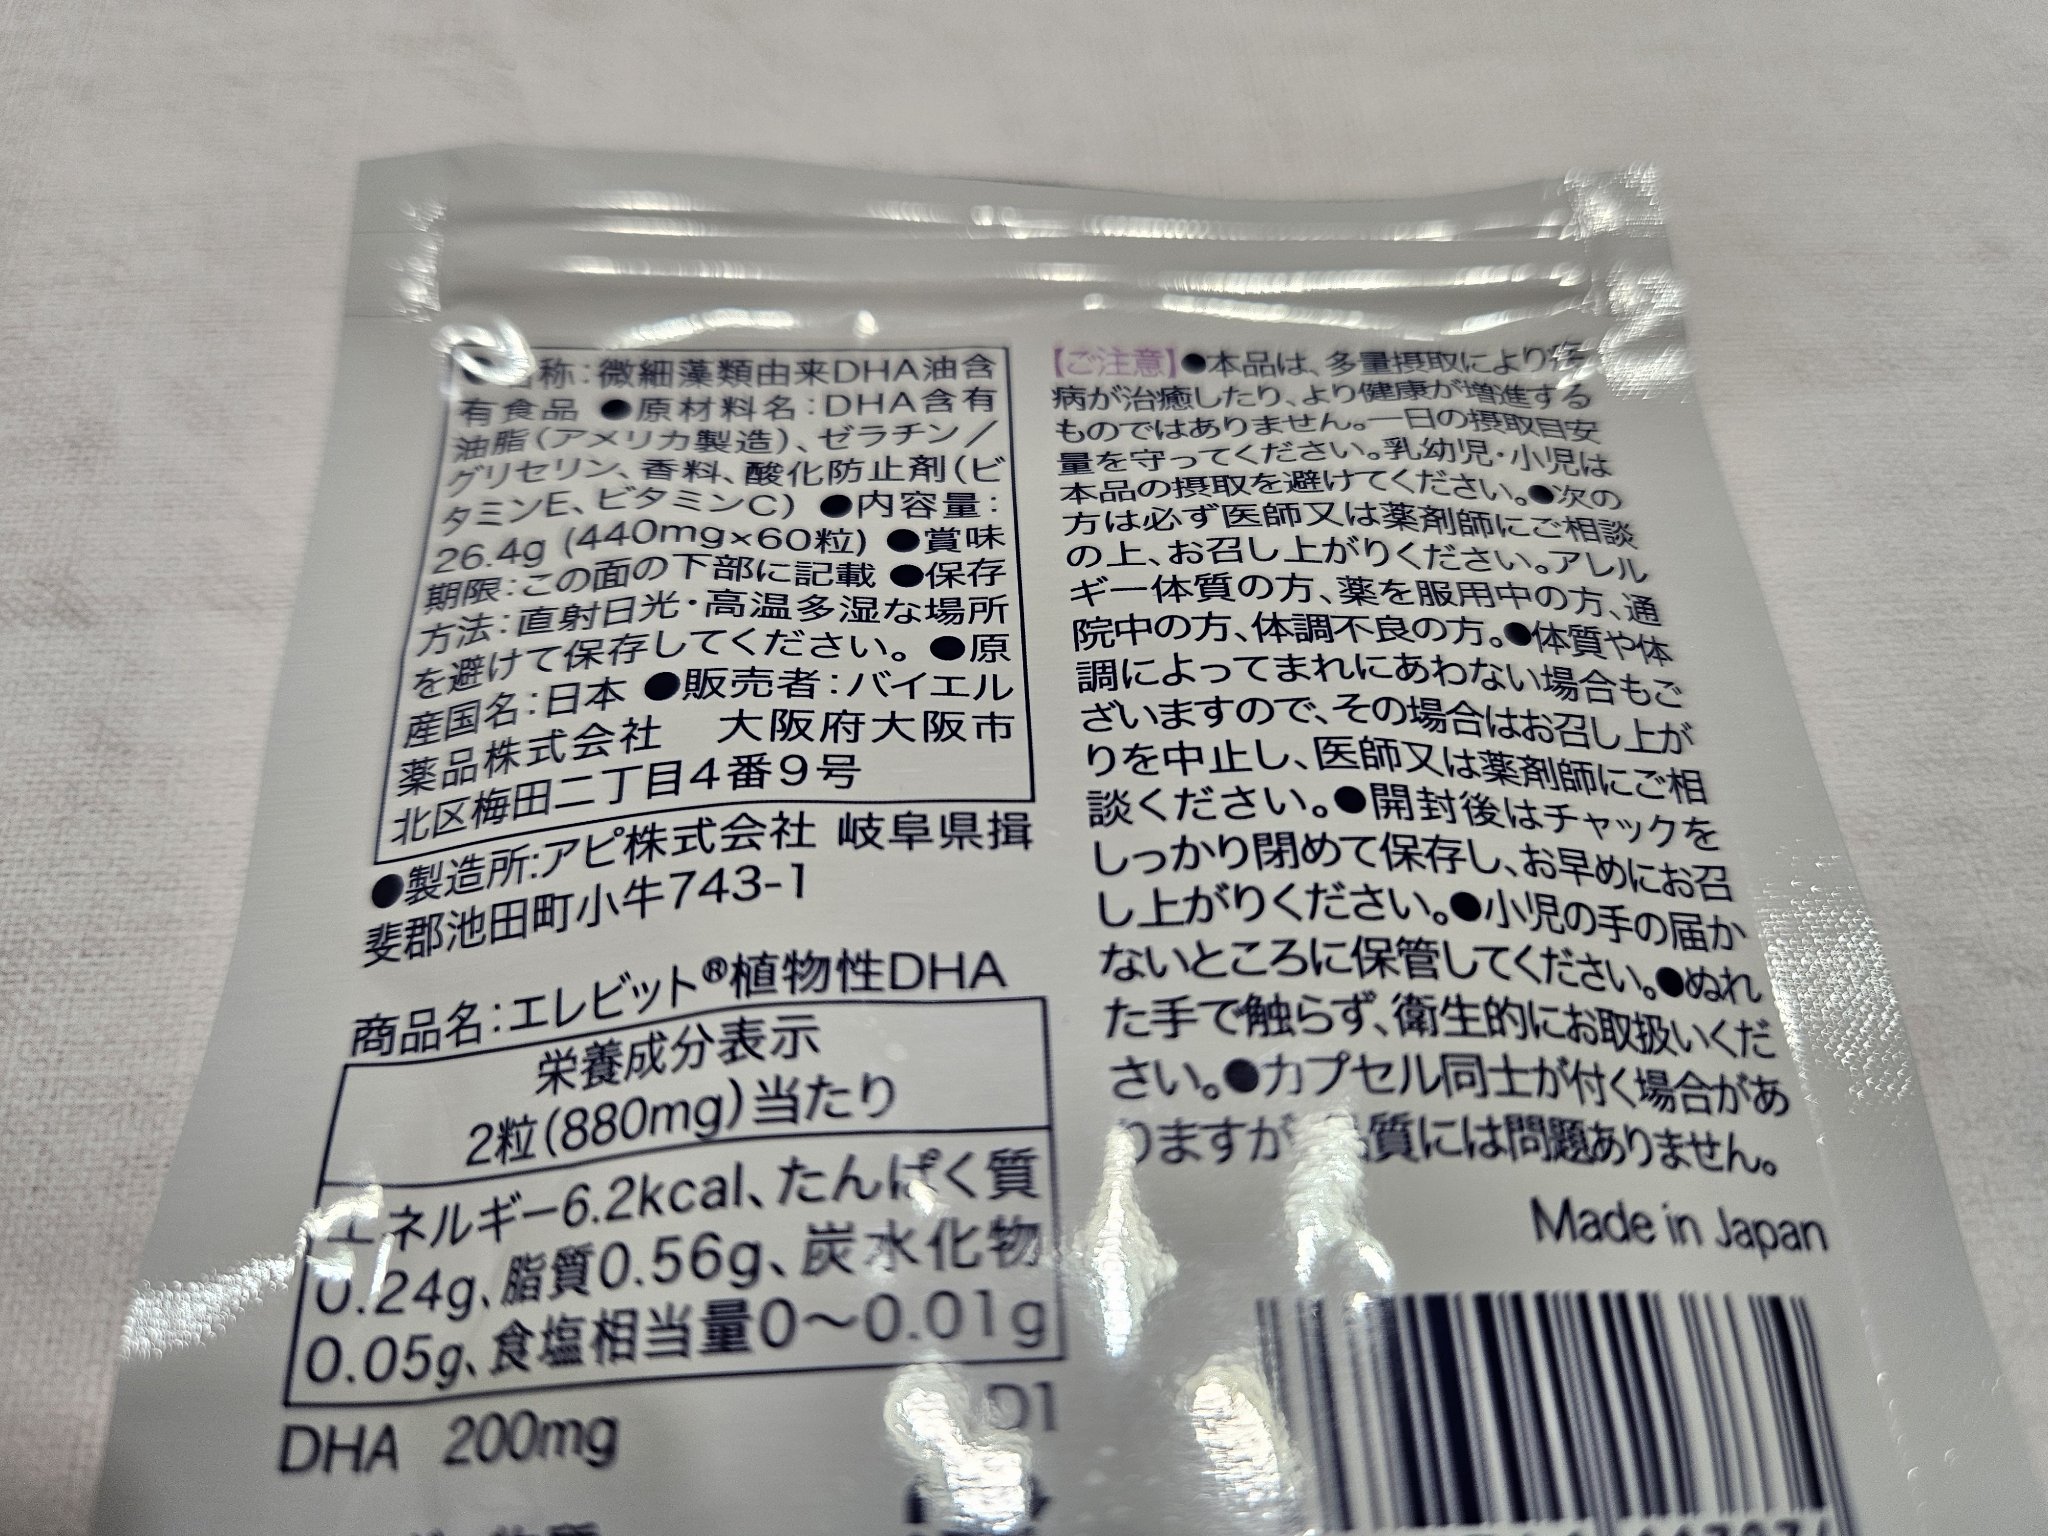 称：微細藻類由来DHA油含
有食品 ●原材料名：DHA含有
油脂（アメリカ製造）、ゼラチン／
グリセリン、香料、酸化防止剤（ビ
タミンE、ビタミンC） ●内容量：
26.4g（440mg×60粒） ●賞味
期限：この面の下部に記載 ●保存
方法：直射日光・高温多湿な場所
を避けて保存してください。 ●原
産国名：日本 ●販売者：バイエル
薬品株式会社 大阪府大阪市
北区梅田二丁目4番9号
●製造所：アピ株式会社 岐阜県揖
斐郡池田町小牛743-1
商品名：エレビット®植物性DHA
栄養成分表示
2粒（880mg）当たり
エネルギー6.2kcal、たんぱく質
0.24g、脂質0.56g、炭水化物
0.05g、食塩相当量0〜0.01g
D1
DHA 200mg
【ご注意】●本品は、多量摂取により
病が治癒したり、より健康が増進する
ものではありません。一日の摂取目安
量を守ってください。乳幼児・小児は
本品の摂取を避けてください。●次の
方は必ず医師又は薬剤師にご相談
の上、お召し上がりください。アレル
ギー体質の方、薬を服用中の方、通
院中の方、体調不良の方。●体質や体
調によってまれにあわない場合もご
ざいますので、その場合はお召し上が
りを中止し、医師又は薬剤師にご相
談ください。●開封後はチャックを
しっかり閉めて保存し、お早めにお召
し上がりください。●小児の手の届か
ないところに保管してください。●ぬれ
た手で触らず、衛生的にお取扱いくだ
さい。●カプセル同士が付く場合があ
りますが 質には問題ありません。
Made in Japan